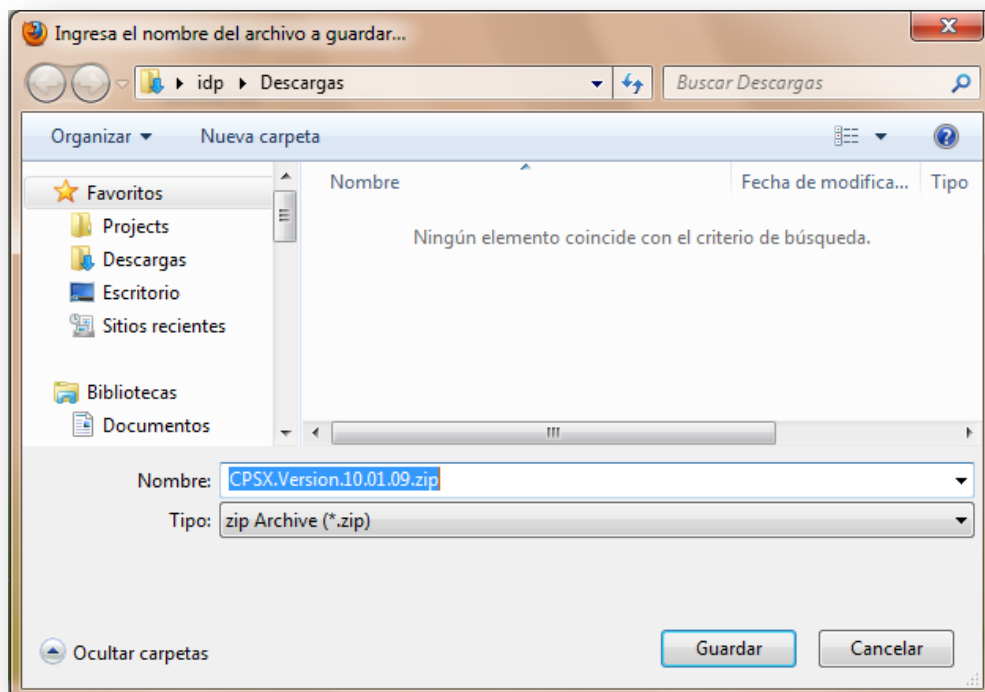 Ingresa el nombre del archivo a guardar...
idp Descargas
Buscar Descargas
Organizar
Nueva carpeta
Favoritos
Projects
Descargas
Escritorio
Sitios recientes
Bibliotecas
Documentos
Nombre
Fecha de modifica...
Tipo
Ningún elemento coincide con el criterio de búsqueda.
Nombre: CPSX.Version.10.01.09.zip
Tipo: zip Archive (*.zip)
Ocultar carpetas
Guardar
Cancelar